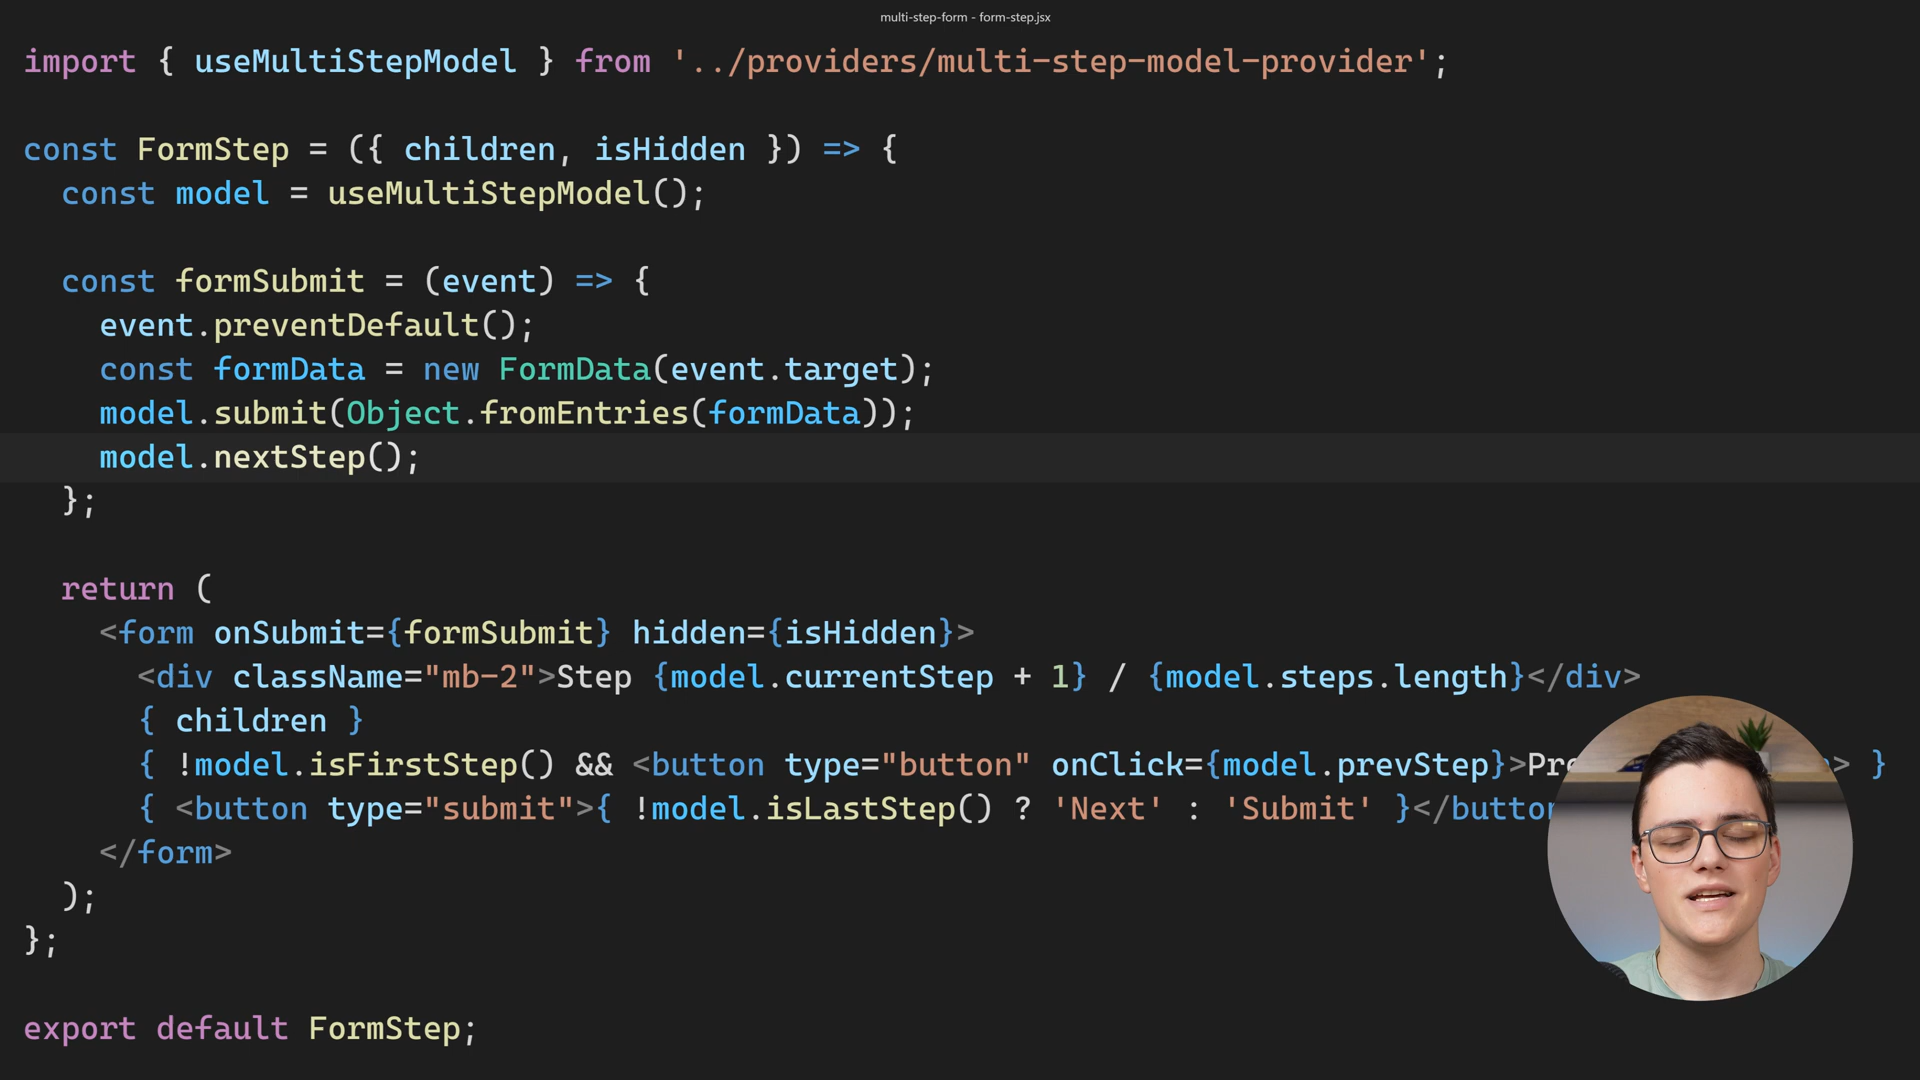 multi-step-form - form-step.jsx
import { useMultiStepModel } from '../providers/multi-step-model-provider';
const FormStep = ({ children, isHidden }) => {
const model = useMultiStepModel();
const formSubmit = (event) => {
event.preventDefault();
const formData = new FormData(event.target);
model.submit(Object.fromEntries(formData));
model.nextStep();
};
return (
<form onSubmit={formSubmit} hidden={isHidden}>
<div className="mb-2">Step {model.currentStep + 1} / {model.steps.length}</div>
{ children }
{ !model.isFirstStep() && <button type="button" onClick={model.prevStep}> > }
{ <button type="submit">{ !model.isLastStep() ? 'Next' : 'Submit' }</button
</form>
);
};
export default FormStep;